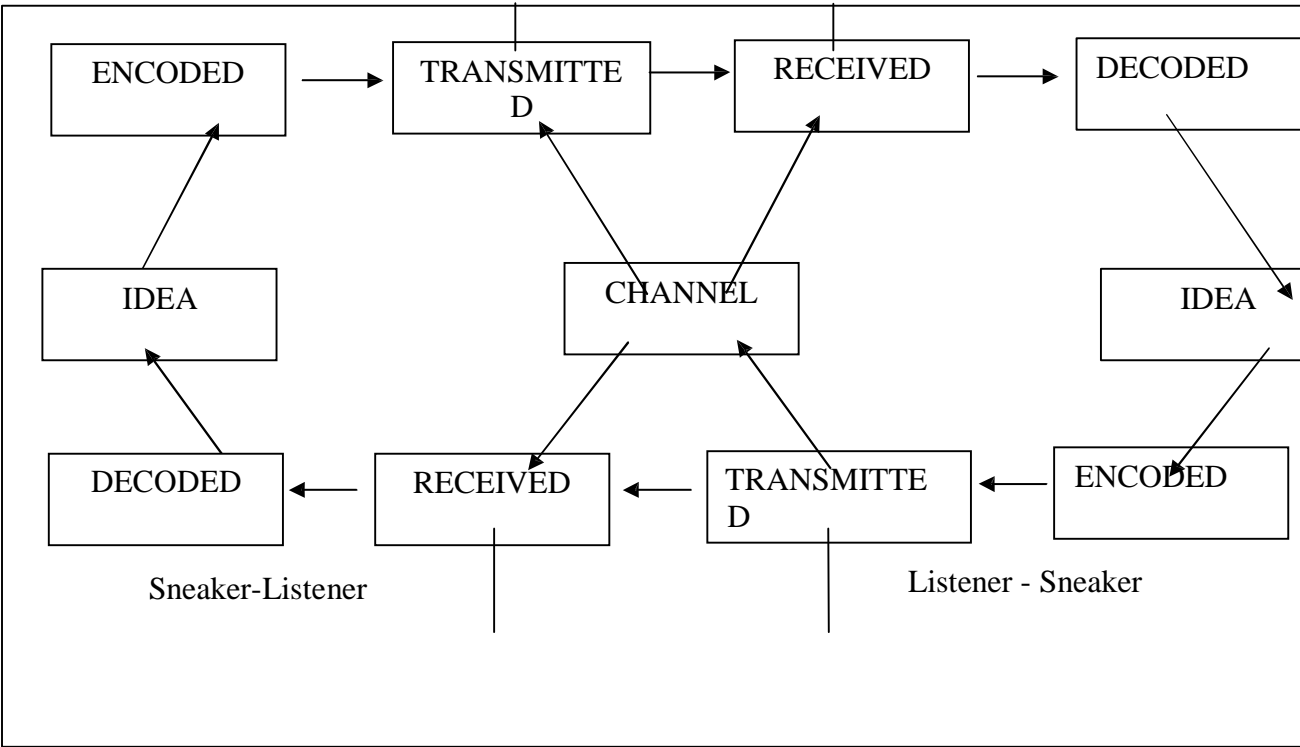 ENCODED
TRANSMITTE
D
RECEIVED
DECODED
IDEA
CHANNEL
IDEA
DECODED
RECEIVED
TRANSMITTE
D
ENCODED
Sneaker-Listener
Listener - Sneaker